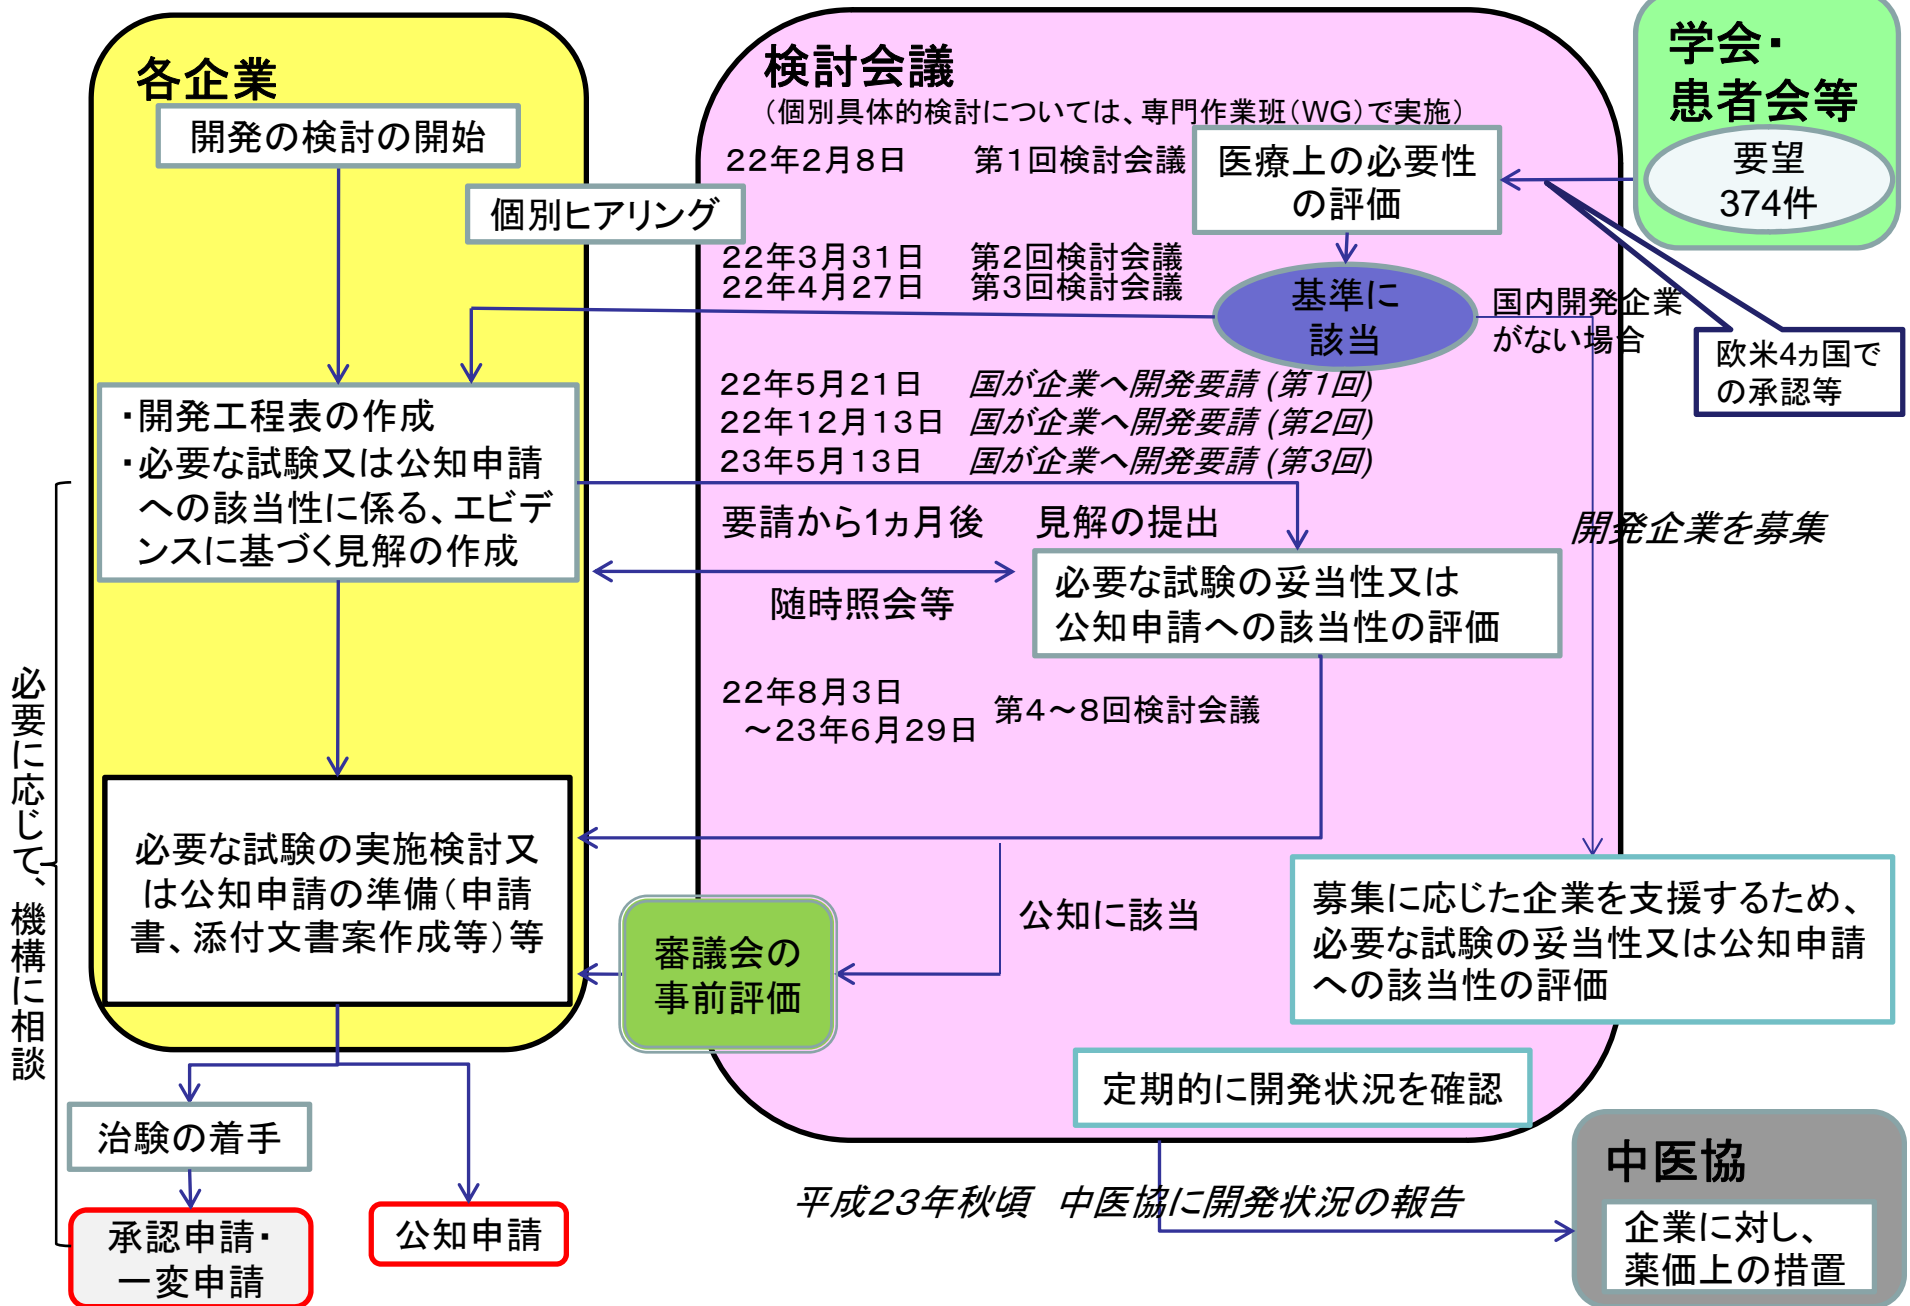 各企業
開発の検討の開始
個別ヒアリング
・開発工程表の作成
・必要な試験又は公知申請
への該当性に係る、エビデ
ンスに基づく見解の作成
必要な試験の実施検討又
は公知申請の準備(申請
書、添付文書案作成等)等
必要に応じて、機構に相談
治験の着手
承認申請・
一変申請
公知申請
検討会議
(個別具体的検討については、専門作業班(WG)で実施)
22年2月8日 第1回検討会議
医療上の必要性
の評価
22年3月31日 第2回検討会議
22年4月27日 第3回検討会議
基準に
該当
国内開発企業
がない場合
22年5月21日 国が企業へ開発要請(第1回)
22年12月13日 国が企業へ開発要請(第2回)
23年5月13日 国が企業へ開発要請(第3回)
要請から1ヵ月後 見解の提出
随時照会等
必要な試験の妥当性又は
公知申請への該当性の評価
22年8月3日
~23年6月29日
第4~8回検討会議
公知に該当
審議会の
事前評価
開発企業を募集
募集に応じた企業を支援するため、
必要な試験の妥当性又は公知申請
への該当性の評価
定期的に開発状況を確認
平成23年秋頃 中医協に開発状況の報告
学会・
患者会等
要望
374件
欧米4ヵ国で
の承認等
中医協
企業に対し、
薬価上の措置